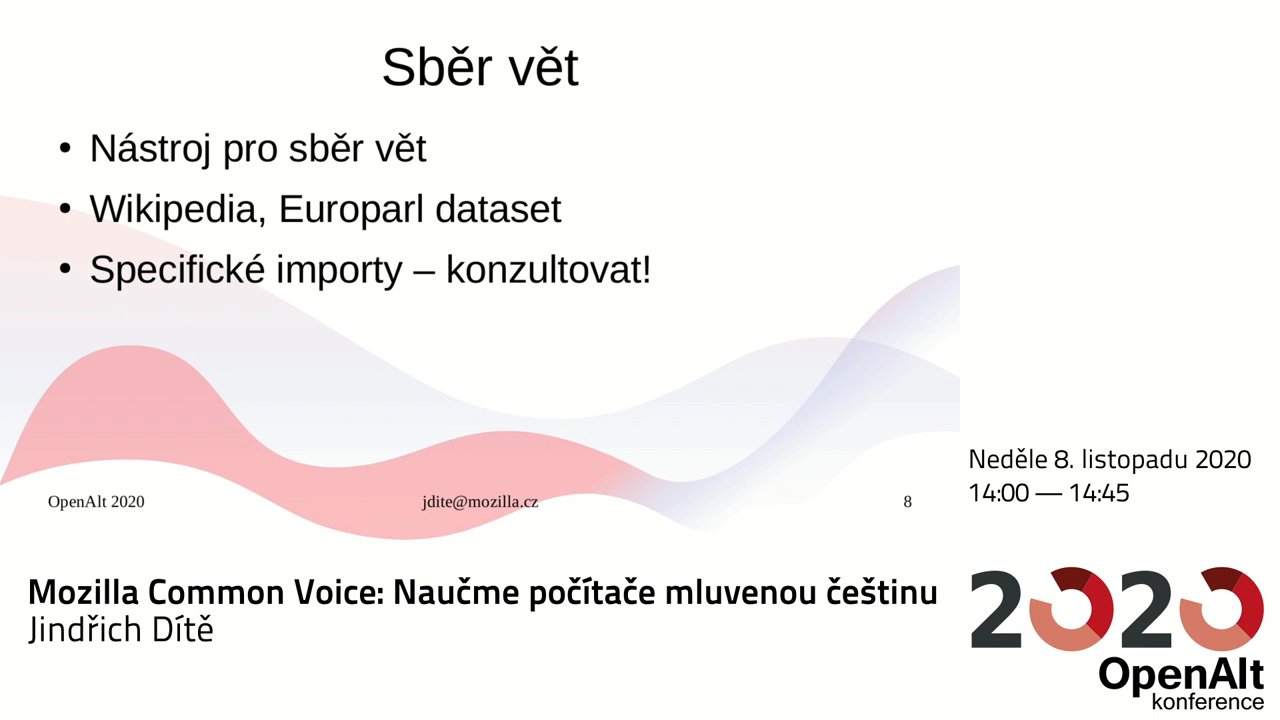 Sběr vět
• Nástroj pro sběr vět
• Wikipedia, Europarl dataset
• Specifické importy – konzultovat!
OpenAlt 2020
jdite@mozilla.cz
8
Neděle 8. listopadu 2020
14:00 — 14:45
Mozilla Common Voice: Naučme počítače mluvenou češtinu
Jindřich Dítě
2020
OpenAlt
konference